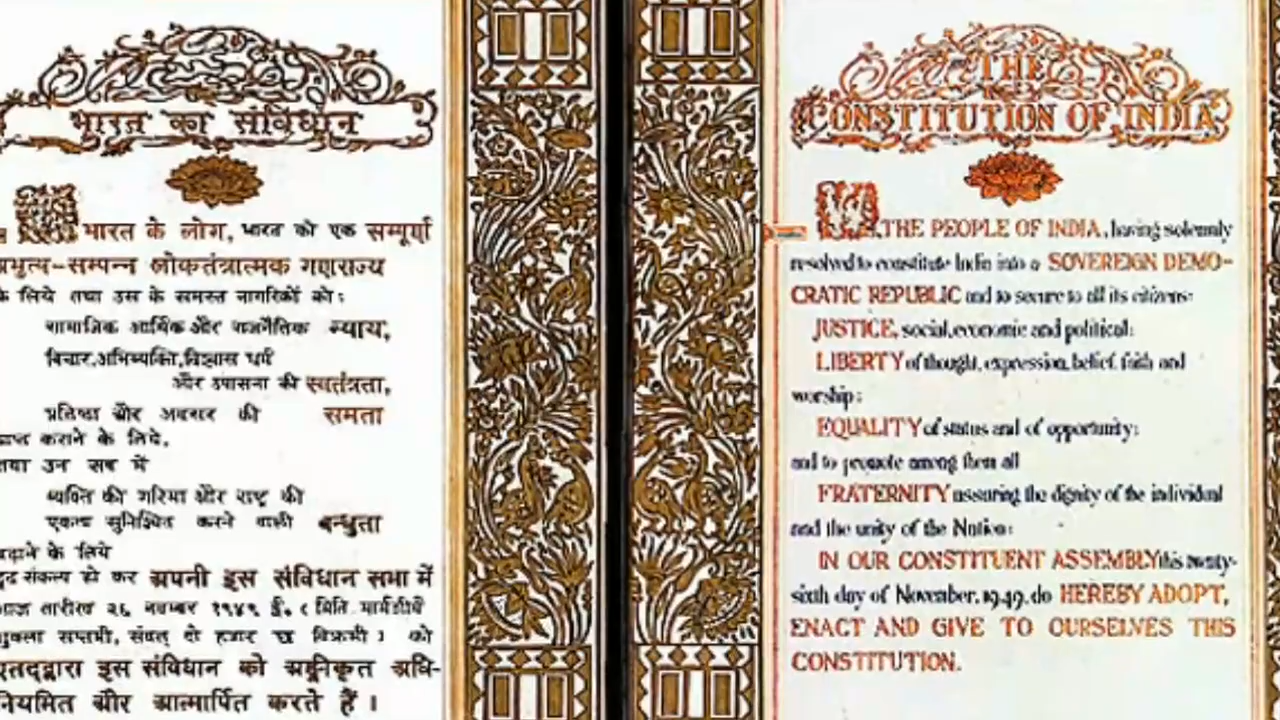 भारत का संविधान
भारत के लोग, भारत को एक सम्पूर्ण
प्रभुत्व-सम्पन्न लोकतंत्रात्मक गणराज्य
के लिये तथा उस के समस्त नागरिकों को:
सामाजिक आर्थिक और राजनैतिक न्याय,
विचार, अभिव्यक्ति, विश्वास धर्म
और उपासना की स्वतंत्रता,
प्रतिष्ठा और अवसर की समता
प्राप्त कराने के लिये,
तथा उन सब में
व्यक्ति की गरिमा और राष्ट्र की
एकता सुनिश्चित करने वाली बन्धुता
बढ़ाने के लिये
दृढ़ संकल्प हो कर अपनी इस संविधान सभा में
आज तारीख २६ नवम्बर १९४९ ई. ( मिति मार्गशीर्ष
शुक्ला सप्तमी, संवत् दो हजार छ विक्रमी ) को
एतद्द्वारा इस संविधान को अङ्गीकृत अधि-
नियमित और आत्मार्पित करते हैं ।
THE
CONSTITUTION OF INDIA
WE, THE PEOPLE OF INDIA, having solemnly
resolved to constitute India into a SOVEREIGN DEMO-
CRATIC REPUBLIC and to secure to all its citizens:
JUSTICE, social, economic and political;
LIBERTY of thought, expression, belief, faith and
worship;
EQUALITY of status and of opportunity;
and to promote among them all
FRATERNITY assuring the dignity of the individual
and the unity of the Nation;
IN OUR CONSTITUENT ASSEMBLY this twenty-
sixth day of November, 1949, do HEREBY ADOPT,
ENACT AND GIVE TO OURSELVES THIS
CONSTITUTION.